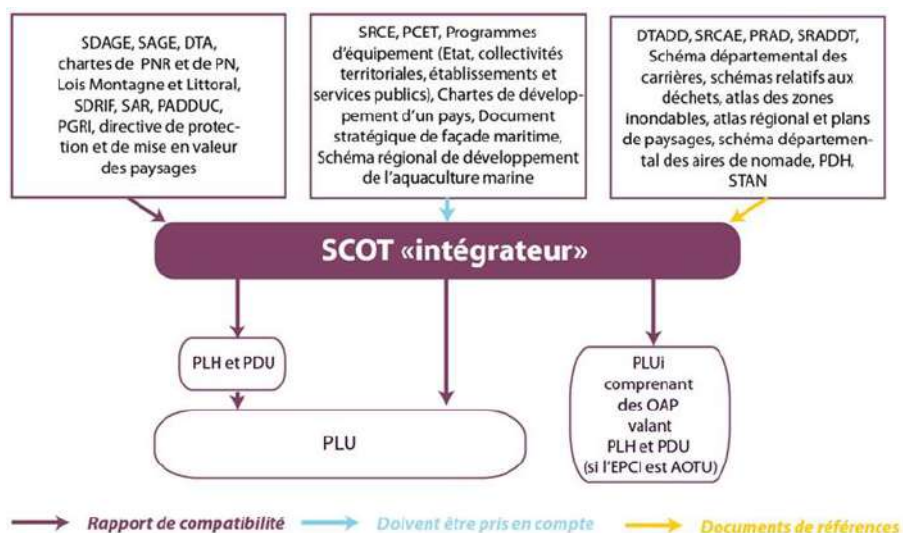 SDAGE, SAGE, DTA,
chartes de PNR et de PN,
Lois Montagne et Littoral,
SDRIF, SAR, PADDUC,
PGRI, directive de protec-
tion et de mise en valeur
des paysages
SRCE, PCET, Programmes
d'équipement (Etat, collectivités
territoriales, établissements et
services publics), Chartes de dévelop-
pement d'un pays, Document
stratégique de façade maritime,
Schéma régional de développement
de l'aquaculture marine
DTADD, SRCAE, PRAD, SRADDT,
Schéma départemental des
carrières, schémas relatifs aux
déchets, atlas des zones
inondables, atlas régional et plans
de paysages, schéma départemen-
tal des aires de nomade, PDH,
STAN
SCOT «intégrateur»
PLH et PDU
PLU
PLUi
comprenant
des OAP
valant
PLH et PDU
(si l'EPCI est AOTU)
Rapport de compatibilité
Doivent être pris en compte
Documents de références